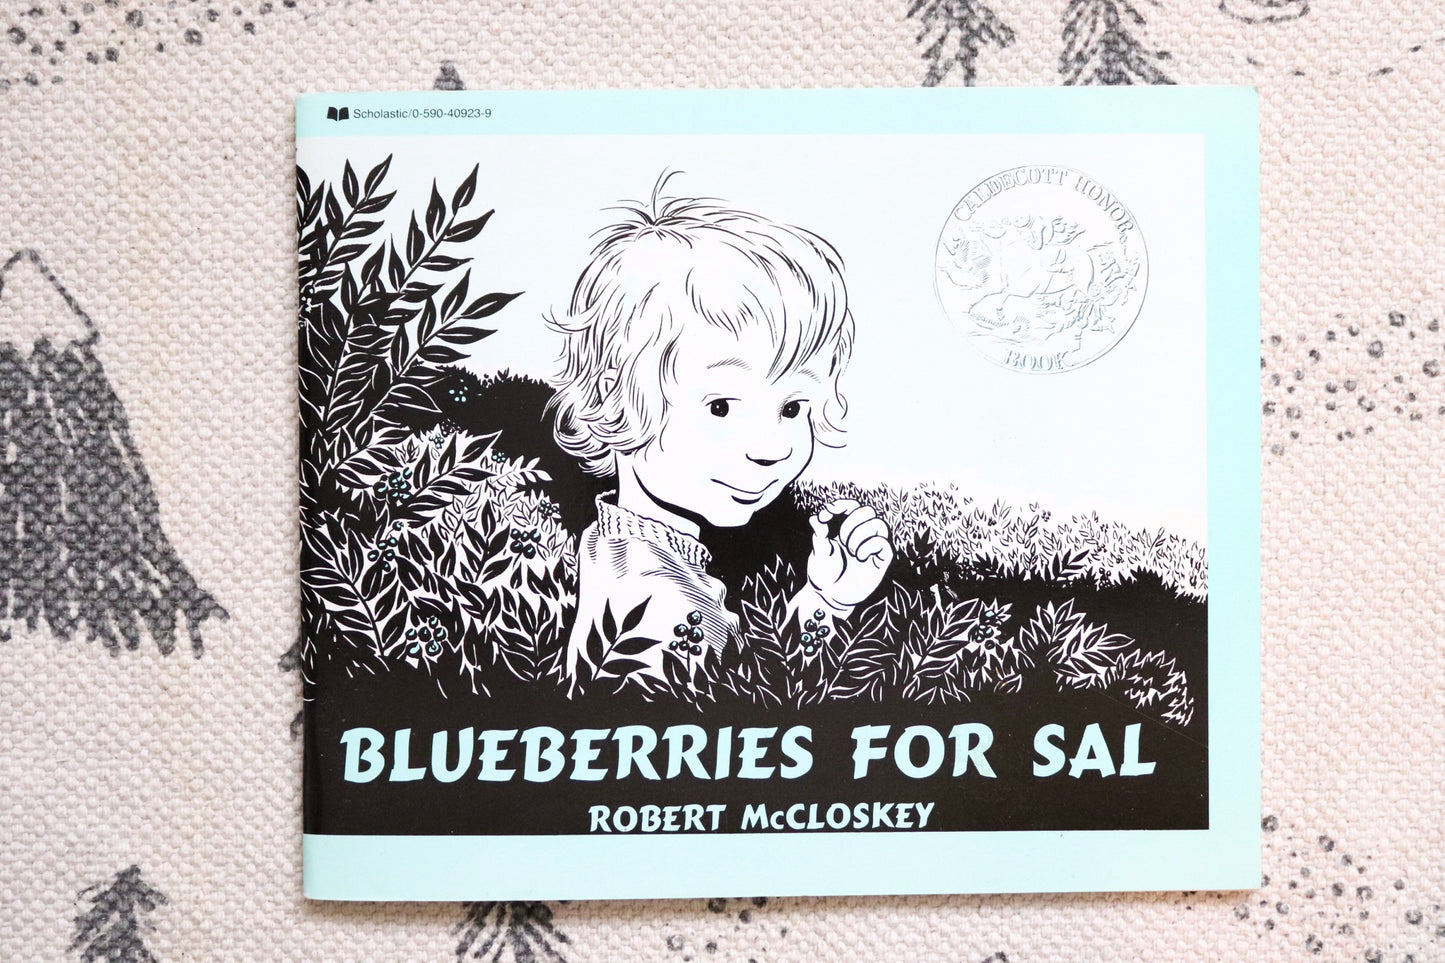 Scholastic/0-590-40923-9
CALDECOTT HONOR
BOOK
BLUEBERRIES FOR SAL
ROBERT McCLOSKEY